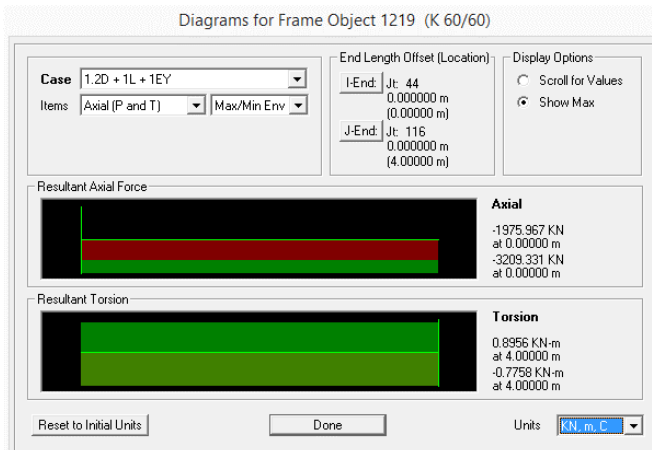 Diagrams for Frame Object 1219 (K 60/60)
Case 1.2D + 1L + 1EY
Items Axial (P and T) Max/Min Env
End Length Offset (Location)
I-End: Jt: 44
0.000000 m
(0.00000 m)
J-End: Jt: 116
0.000000 m
(4.00000 m)
Display Options
Scroll for Values
Show Max
Resultant Axial Force
Axial
-1975.967 KN
at 0.00000 m
-3209.331 KN
at 0.00000 m
Resultant Torsion
Torsion
0.8956 KN-m
at 4.00000 m
-0.7758 KN-m
at 4.00000 m
Reset to Initial Units Done Units KN, m, C